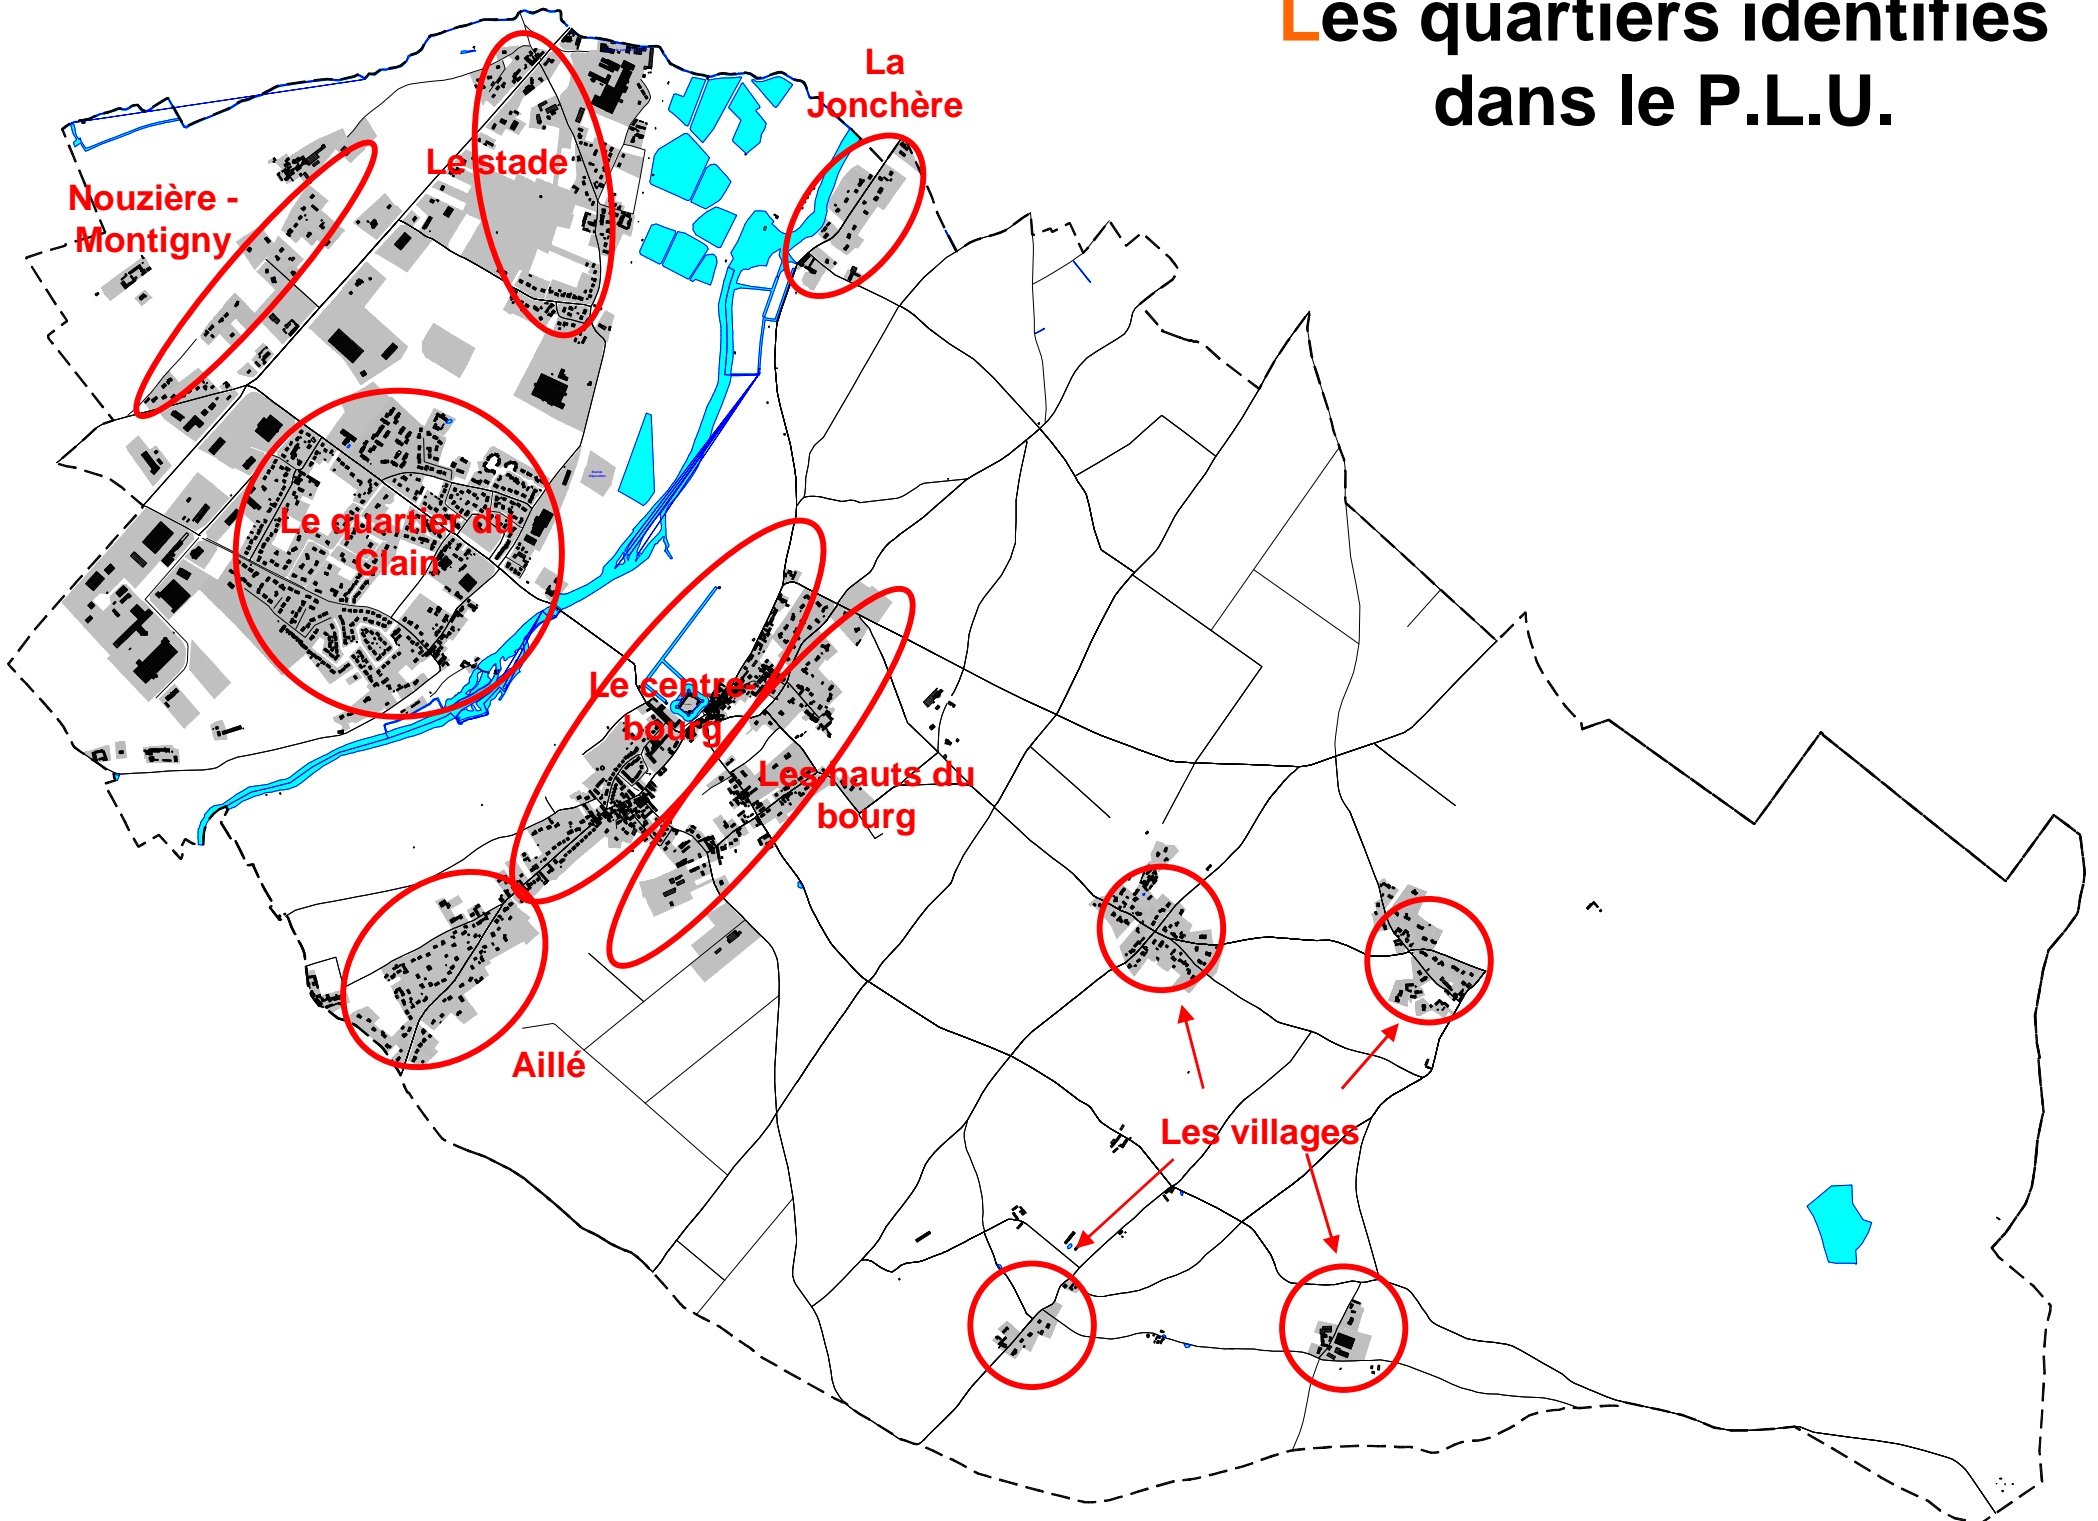 Les quartiers identifiés
dans le P.L.U.
La
Jonchère
Le stade
Nouzière -
Montigny
Le quartier du
Clain
Le centre-
bourg
Les hauts du
bourg
Aillé
Les villages